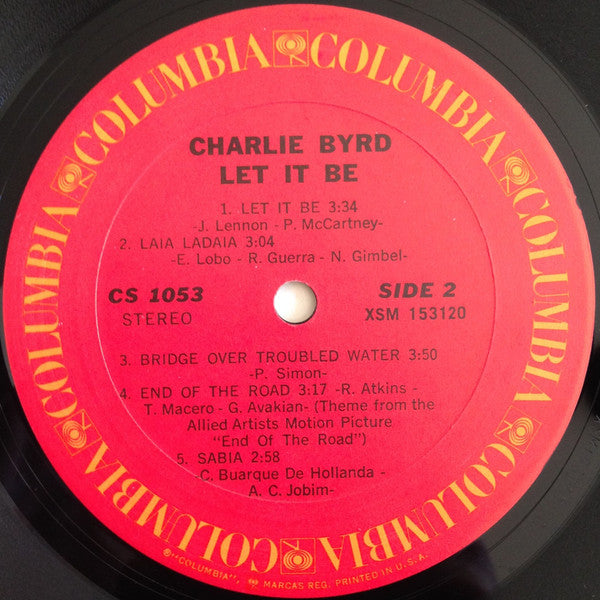 COLUMBIA COLUMBIA COLUMBIA COLUMBIA COLUMBIA COLUMBIA
CHARLIE BYRD
LET IT BE
1. LET IT BE 3:34
-J. Lennon - P. McCartney-
2. LAIA LADAIA 3:04
-E. Lobo - R. Guerra - N. Gimbel-
CS 1053
SIDE 2
STEREO
XSM 153120
3. BRIDGE OVER TROUBLED WATER 3:50
-P. Simon-
4. END OF THE ROAD 3:17 -R. Atkins -
T. Macero - G. Avakian- (Theme from the
Allied Artists Motion Picture
"End Of The Road")
5. SABIA 2:58
-C. Buarque De Hollanda -
A. C. Jobim-
®"COLUMBIA", MARCAS REG. PRINTED IN U.S.A.